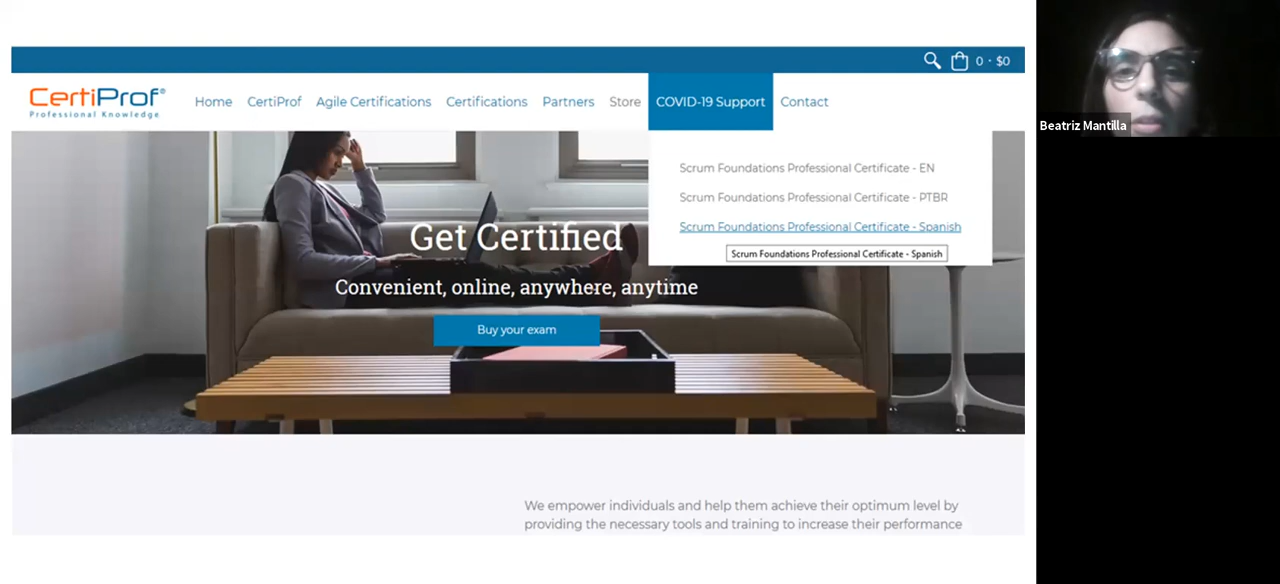 0 · $0
CertiProf®
Professional Knowledge
Home CertiProf Agile Certifications Certifications Partners Store COVID-19 Support Contact
Scrum Foundations Professional Certificate - EN
Scrum Foundations Professional Certificate - PTBR
Scrum Foundations Professional Certificate - Spanish
Scrum Foundations Professional Certificate - Spanish
Get Certified
Convenient, online, anywhere, anytime
Buy your exam
We empower individuals and help them achieve their optimum level by
providing the necessary tools and training to increase their performance
Beatriz Mantilla